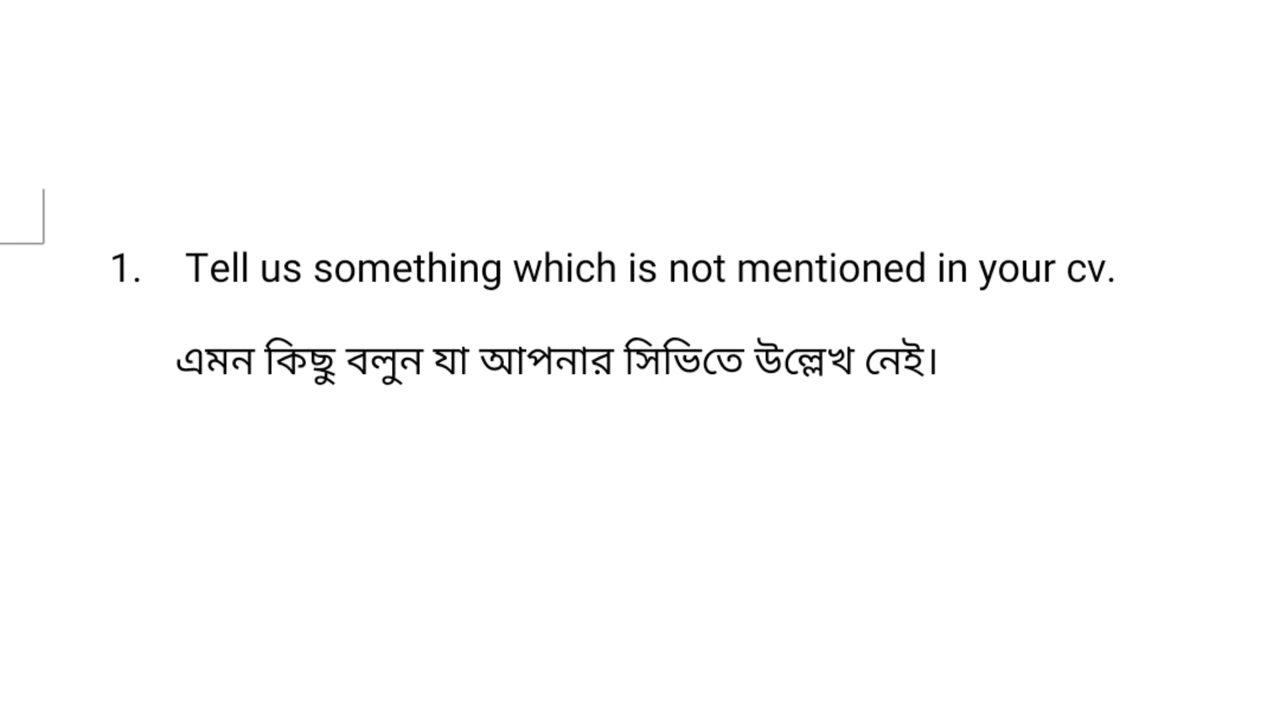 1. Tell us something which is not mentioned in your cv.
এমন কিছু বলুন যা আপনার সিভিতে উল্লেখ নেই।